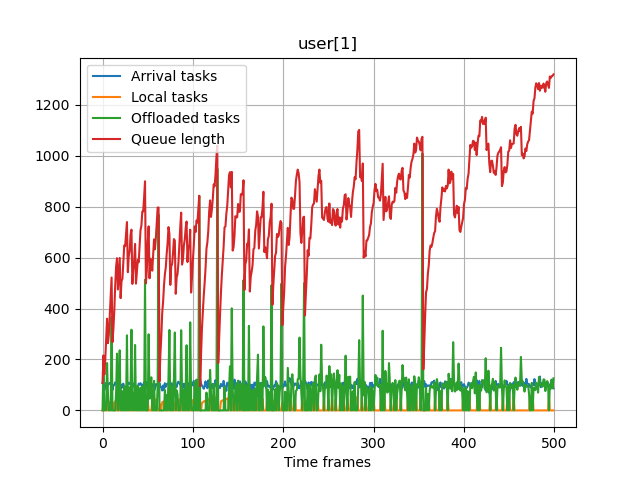 user[1]
Arrival tasks
Local tasks
Offloaded tasks
Queue length
1200
1000
800
600
400
200
0
0 100 200 300 400 500
Time frames